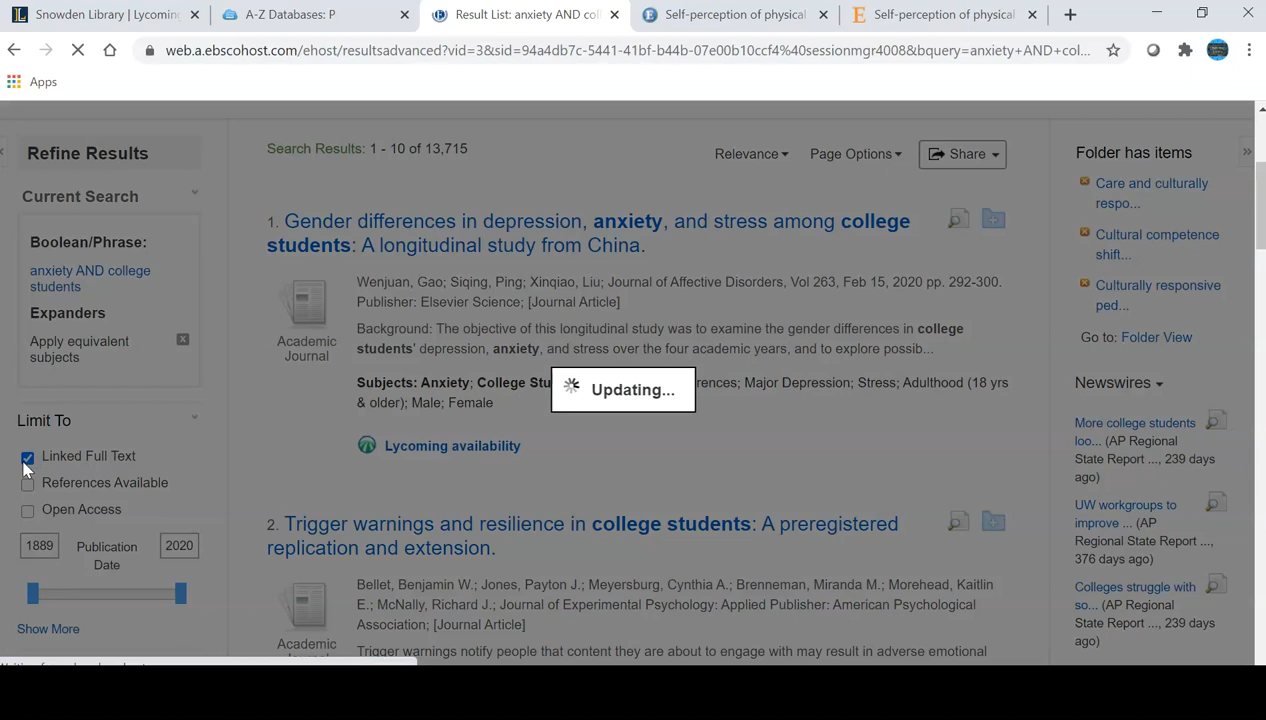 Snowden Library | Lycoming
A-Z Databases: P
Result List: anxiety AND col
Self-perception of physical
Self-perception of physical
web.a.ebscohost.com/ehost/resultsadvanced?vid=3&sid=94a4db7c-5441-41bf-b44b-07e00b10ccf4%40sessionmgr4008&bquery=anxiety+AND+col...
Apps
Refine Results
Current Search
Boolean/Phrase:
anxiety AND college
students
Expanders
Apply equivalent
subjects
Limit To
Linked Full Text
References Available
Open Access
1889
Publication
Date
2020
Show More
Search Results: 1 - 10 of 13,715
Relevance
Page Options
Share
1. Gender differences in depression, anxiety, and stress among college
students: A longitudinal study from China.
Academic
Journal
Wenjuan, Gao; Siqing, Ping; Xinqiao, Liu; Journal of Affective Disorders, Vol 263, Feb 15, 2020 pp. 292-300.
Publisher: Elsevier Science; [Journal Article]
Background: The objective of this longitudinal study was to examine the gender differences in college
students' depression, anxiety, and stress over the four academic years, and to explore possib...
Subjects: Anxiety; College Stu
rences; Major Depression; Stress; Adulthood (18 yrs
& older); Male; Female
Updating...
Lycoming availability
2. Trigger warnings and resilience in college students: A preregistered
replication and extension.
Academic
Bellet, Benjamin W.; Jones, Payton J.; Meyersburg, Cynthia A.; Brenneman, Miranda M.; Morehead, Kaitlin
E.; McNally, Richard J.; Journal of Experimental Psychology: Applied Publisher: American Psychological
Association; [Journal Article]
Trigger warnings notify people that content they are about to engage with may result in adverse emotional
Folder has items
Care and culturally
respo...
Cultural competence
shift...
Culturally responsive
ped...
Go to: Folder View
Newswires
More college students
loo... (AP Regional
State Report ..., 239 days
ago)
UW workgroups to
improve ... (AP
Regional State Report ...,
376 days ago)
Colleges struggle with
so... (AP Regional
State Report ..., 239 days
ago)